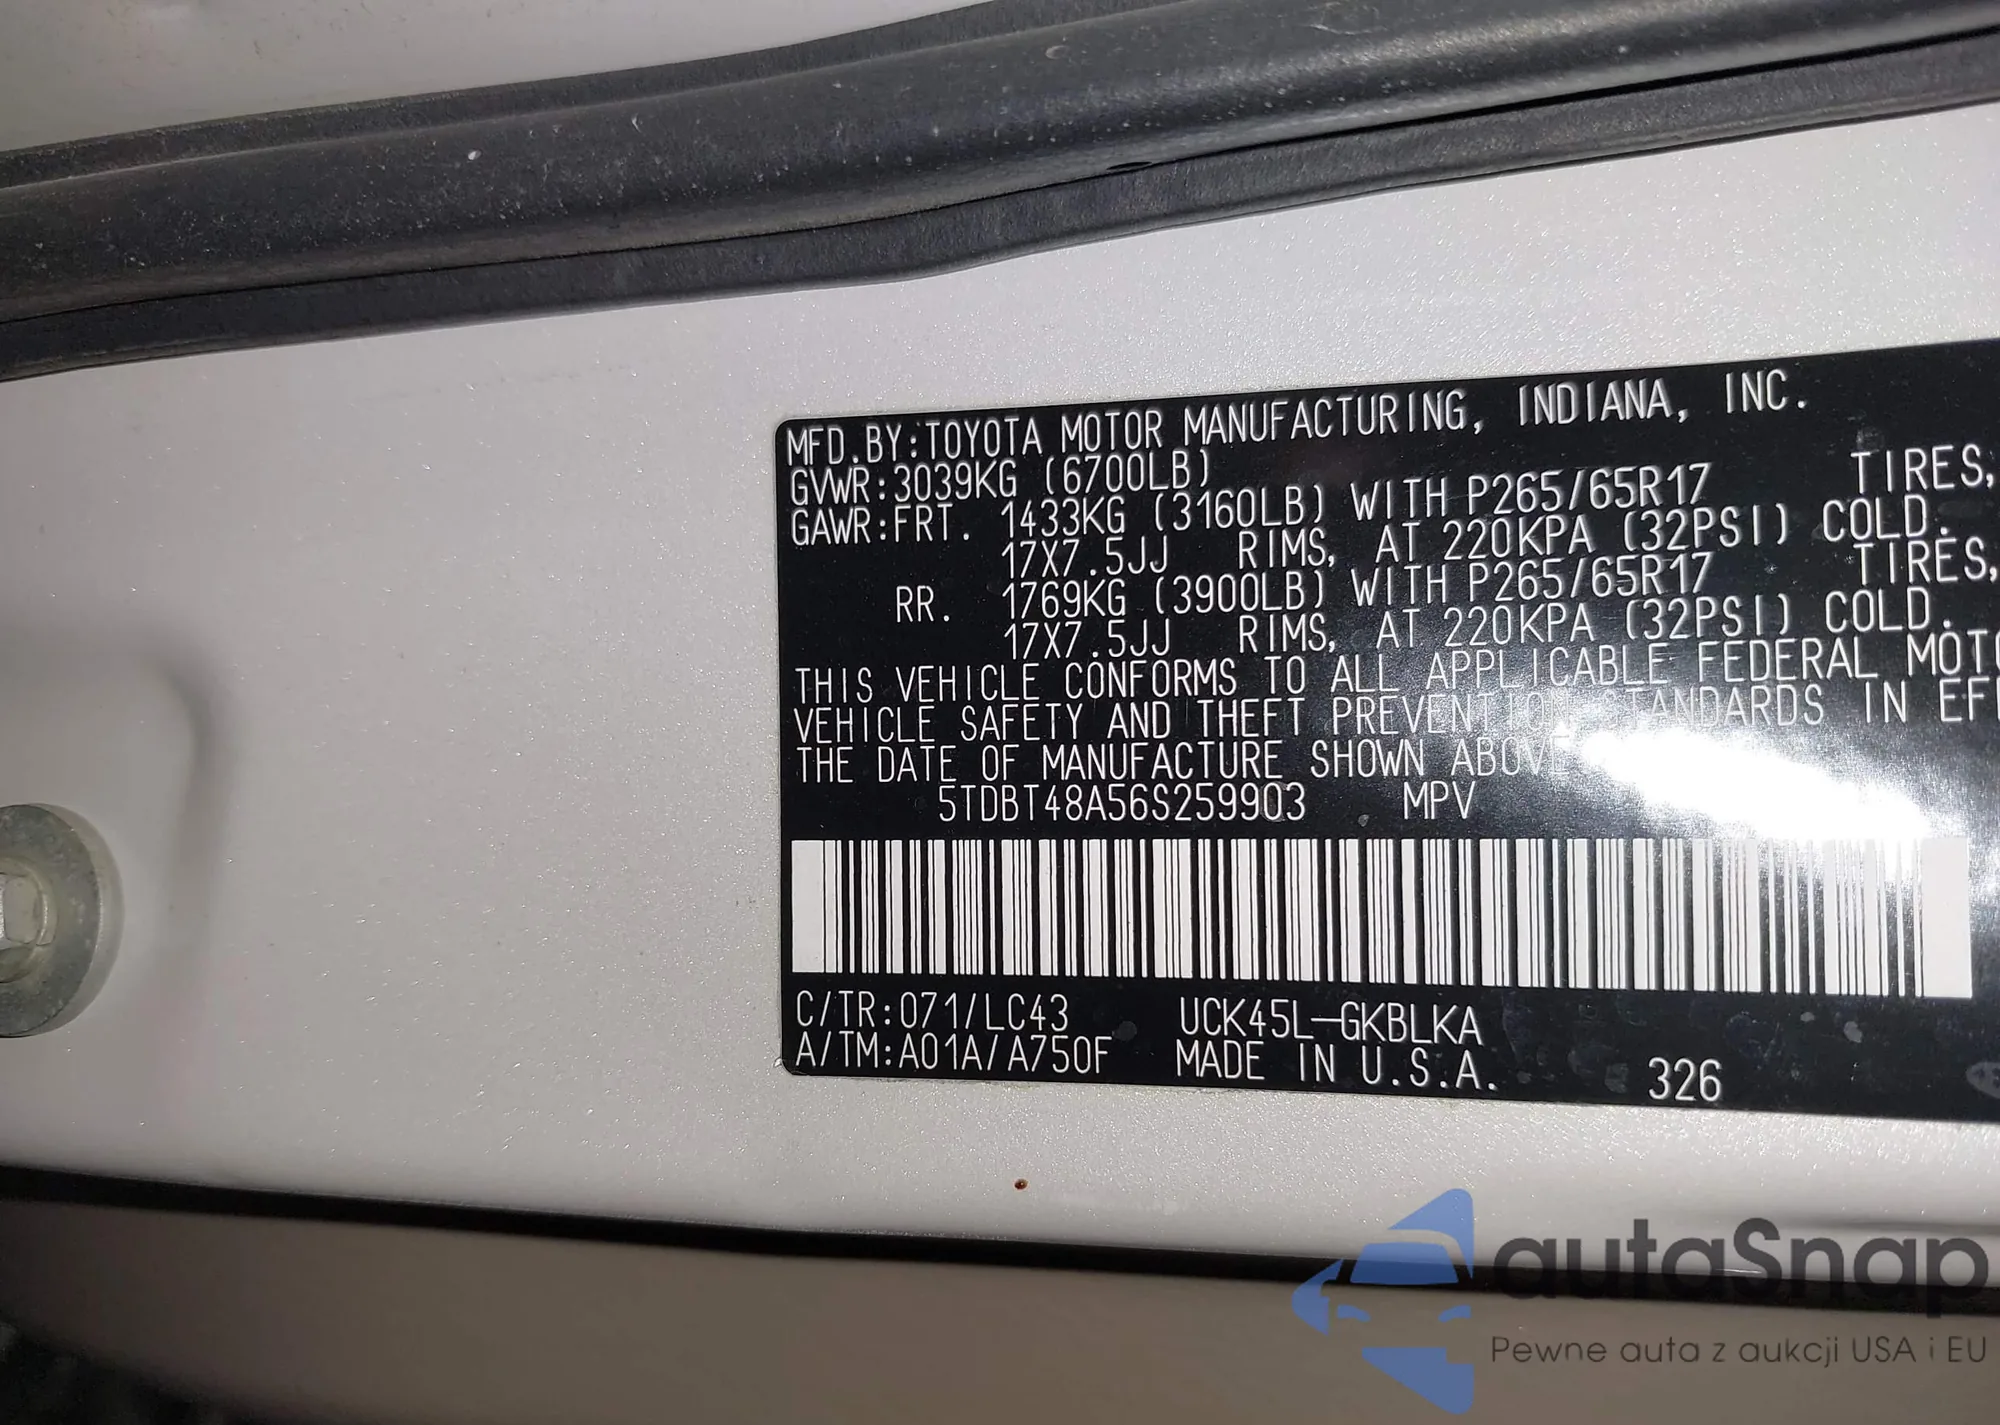 MFD.BY:TOYOTA MOTOR MANUFACTURING, INDIANA, INC.
GVWR:3039KG (6700LB)
GAWR:FRT. 1433KG (3160LB) WITH P265/65R17 TIRES,
17X7.5JJ RIMS, AT 220KPA (32PSI) COLD.
RR. 1769KG (3900LB) WITH P265/65R17 TIRES,
17X7.5JJ RIMS, AT 220KPA (32PSI) COLD.
THIS VEHICLE CONFORMS TO ALL APPLICABLE FEDERAL MOTO
VEHICLE SAFETY AND THEFT PREVENTION STANDARDS IN EFF
THE DATE OF MANUFACTURE SHOWN ABOVE
5TDBT48A56S259903 MPV
C/TR:071/LC43 UCK45L-GKBLKA
A/TM:A01A/A750F MADE IN U.S.A. 326
autoSnap
Pewne auta z aukcji USA i EU